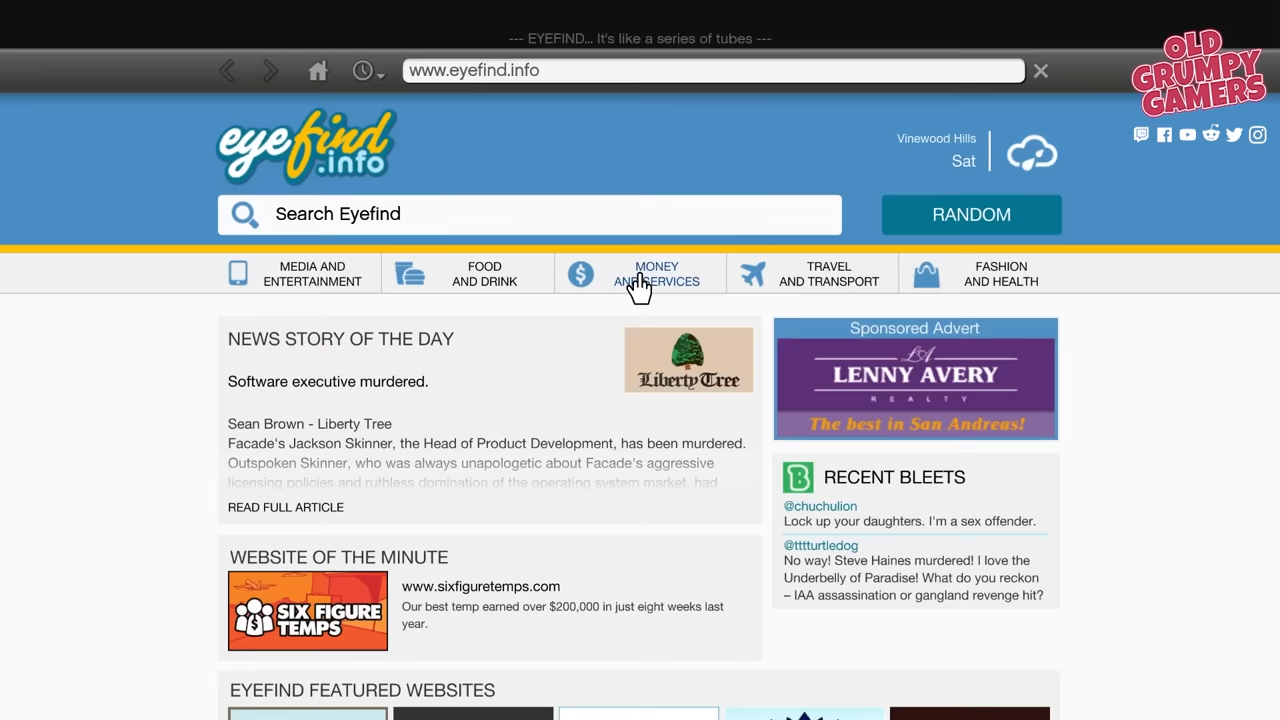 --- EYEFIND... It's like a series of tubes ---
www.eyefind.info
OLD
GRUMPY
GAMERS
eyefind
.info
Vinewood Hills
Sat
Search Eyefind
RANDOM
MEDIA AND
ENTERTAINMENT
FOOD
AND DRINK
MONEY
AND SERVICES
TRAVEL
AND TRANSPORT
FASHION
AND HEALTH
NEWS STORY OF THE DAY
Liberty Tree
Software executive murdered.
Sean Brown - Liberty Tree
Facade's Jackson Skinner, the Head of Product Development, has been murdered.
Outspoken Skinner, who was always unapologetic about Facade's aggressive
licensing policies and ruthless domination of the operating system market, had
READ FULL ARTICLE
Sponsored Advert
LA
LENNY AVERY
REALTY
The best in San Andreas!
RECENT BLEETS
@chuchulion
Lock up your daughters. I'm a sex offender.
@tttturtledog
No way! Steve Haines murdered! I love the
Underbelly of Paradise! What do you reckon
– IAA assassination or gangland revenge hit?
WEBSITE OF THE MINUTE
SIX FIGURE
TEMPS
www.sixfiguretemps.com
Our best temp earned over $200,000 in just eight weeks last
year.
EYEFIND FEATURED WEBSITES